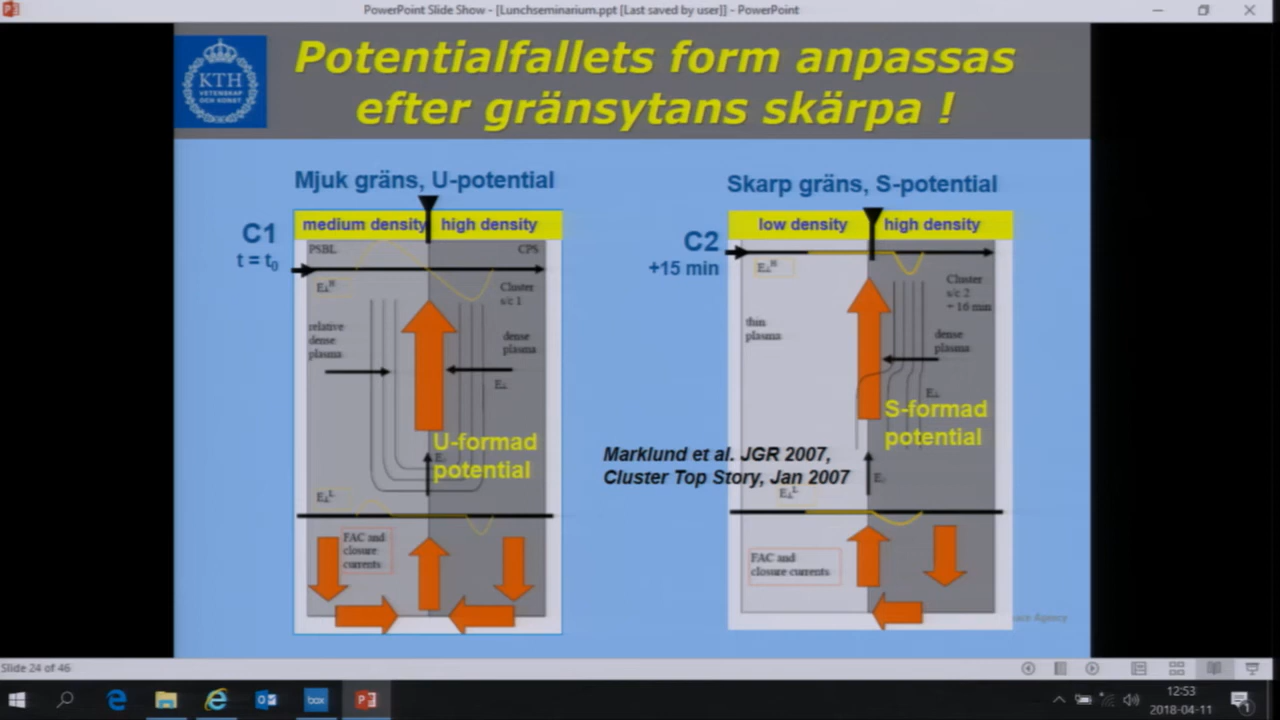 PowerPoint Slide Show - [Lunchseminarium.ppt [Last saved by user]] - PowerPoint
KTH
VETENSKAP
OCH KONST
Potentialfallets form anpassas
efter gränsytans skärpa !
Mjuk gräns, U-potential
medium density
high density
C1
t = t0
PSBL
CPS
E⊥H
Cluster
s/c 1
relative
dense
plasma
dense
plasma
E⊥
U-formad
potential
E⊥L
FAC and
closure
currents
Skarp gräns, S-potential
low density
high density
C2
+15 min
E⊥H
Cluster
s/c 2
+ 16 min
thin
plasma
dense
plasma
E⊥
S-formad
potential
Marklund et al. JGR 2007,
Cluster Top Story, Jan 2007
E⊥L
FAC and
closure currents
Agency
Slide 24 of 46
box
12:53
2018-04-11
1